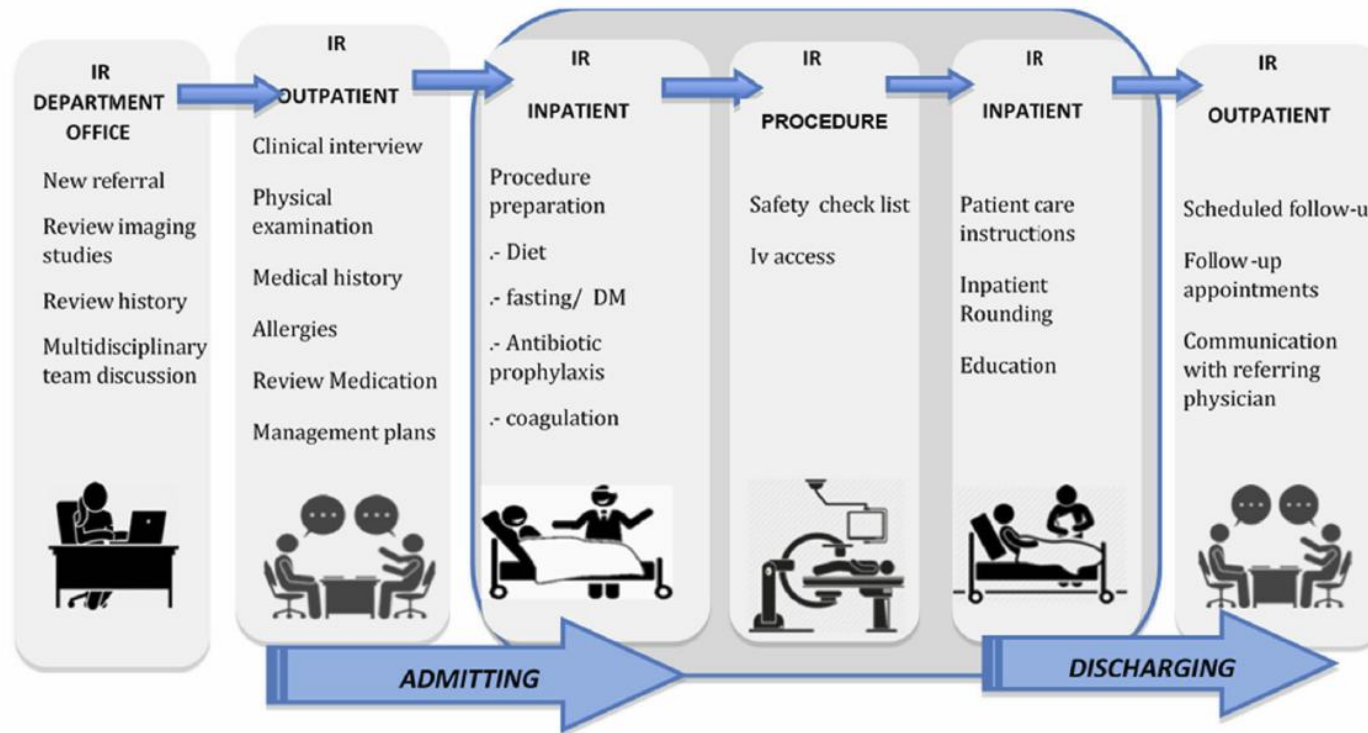 IR
DEPARTMENT
OFFICE
New referral
Review imaging
studies
Review history
Multidisciplinary
team discussion
IR
OUTPATIENT
Clinical interview
Physical
examination
Medical history
Allergies
Review Medication
Management plans
IR
INPATIENT
Procedure
preparation
.- Diet
.- fasting/ DM
.- Antibiotic
prophylaxis
.- coagulation
IR
PROCEDURE
Safety check list
Iv access
IR
INPATIENT
Patient care
instructions
Inpatient
Rounding
Education
IR
OUTPATIENT
Scheduled follow-u
Follow-up
appointments
Communication
with referring
physician
ADMITTING
DISCHARGING